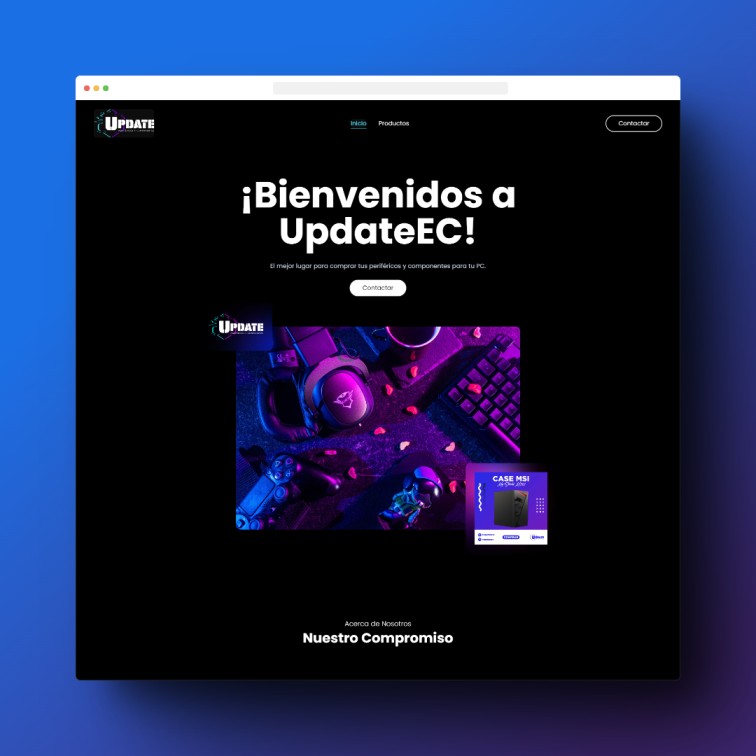 UPDATE
Inicio
Productos
Contactar
¡Bienvenidos a
UpdateEC!
El mejor lugar para comprar tus periféricos y componentes para tu PC.
Contactar
UPDATE
CASE MSI
Acerca de Nosotros
Nuestro Compromiso